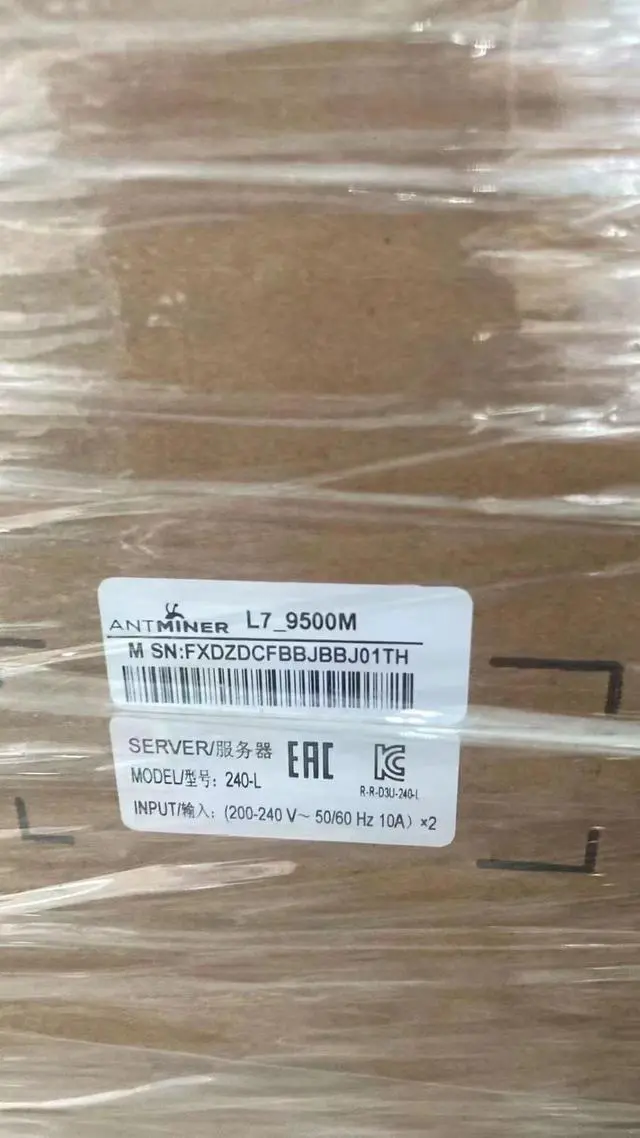 ANTMINER L7_9500M
M SN:FXDZDCFBBJBBJ01TH
SERVER/服务器 EAC
MODEL/型号: 240-L
R-R-D3U-240-L
INPUT/输入: (200-240 V~ 50/60 Hz 10A) ×2